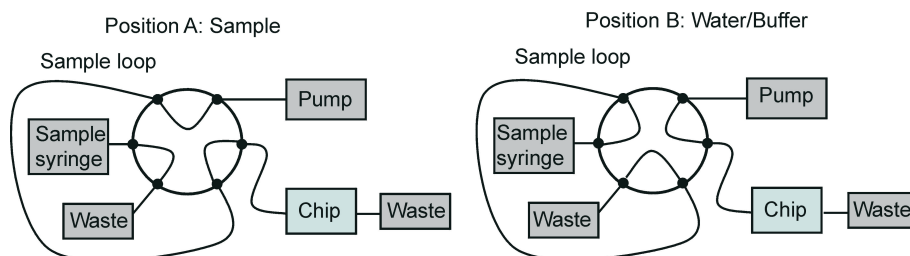 Position A: Sample
Sample loop
Pump
Sample
syringe
Waste
Chip
Waste
Position B: Water/Buffer
Sample loop
Pump
Sample
syringe
Waste
Chip
Waste